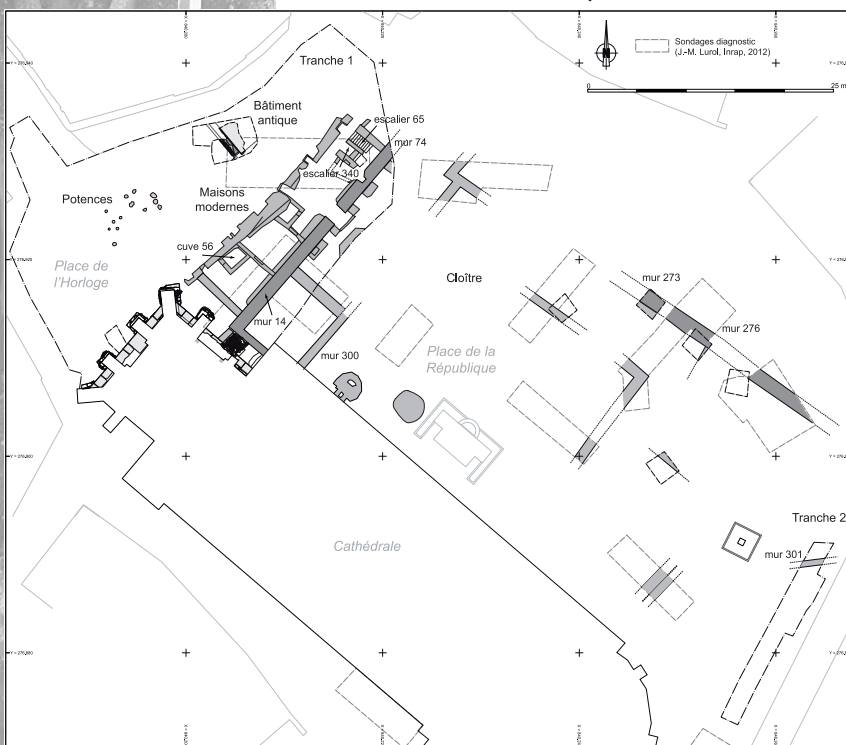 Sondages diagnostic
(J.-M. Lurol, Inrap, 2012)
0
25 m
Tranche 1
Bâtiment
antique
escalier 65
mur 74
escalier 340
Potences
Maisons
modernes
cuve 56
Place de
l'Horloge
Cloître
mur 273
mur 276
mur 14
mur 300
Place de la
République
Cathédrale
Tranche 2
mur 301